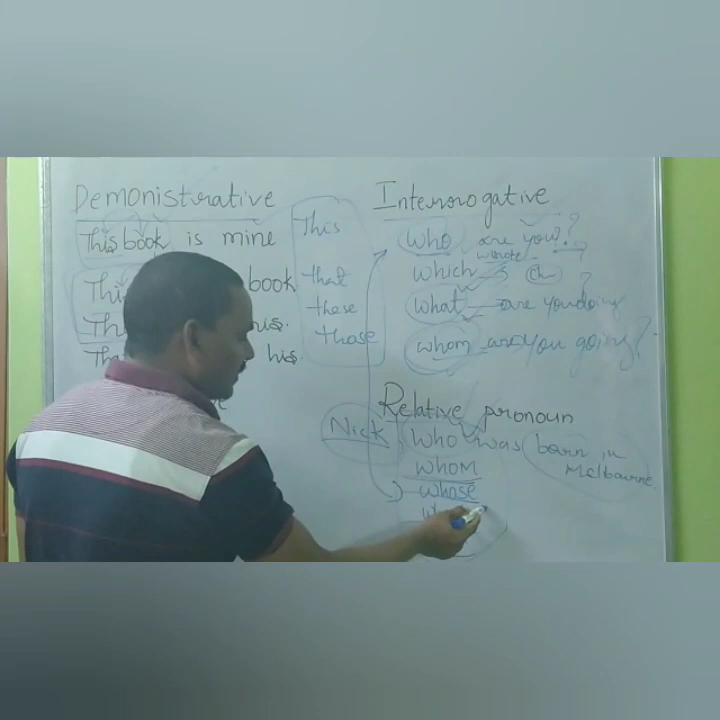 Demonistrative
This book is mine
book
his.
his.
This
that
these
those
Interrogative
Who are you?
which
wrote
what are you doing ?
whom are you going?
Relative pronoun
Nick Who was born in
Melbourne.
whom
whose